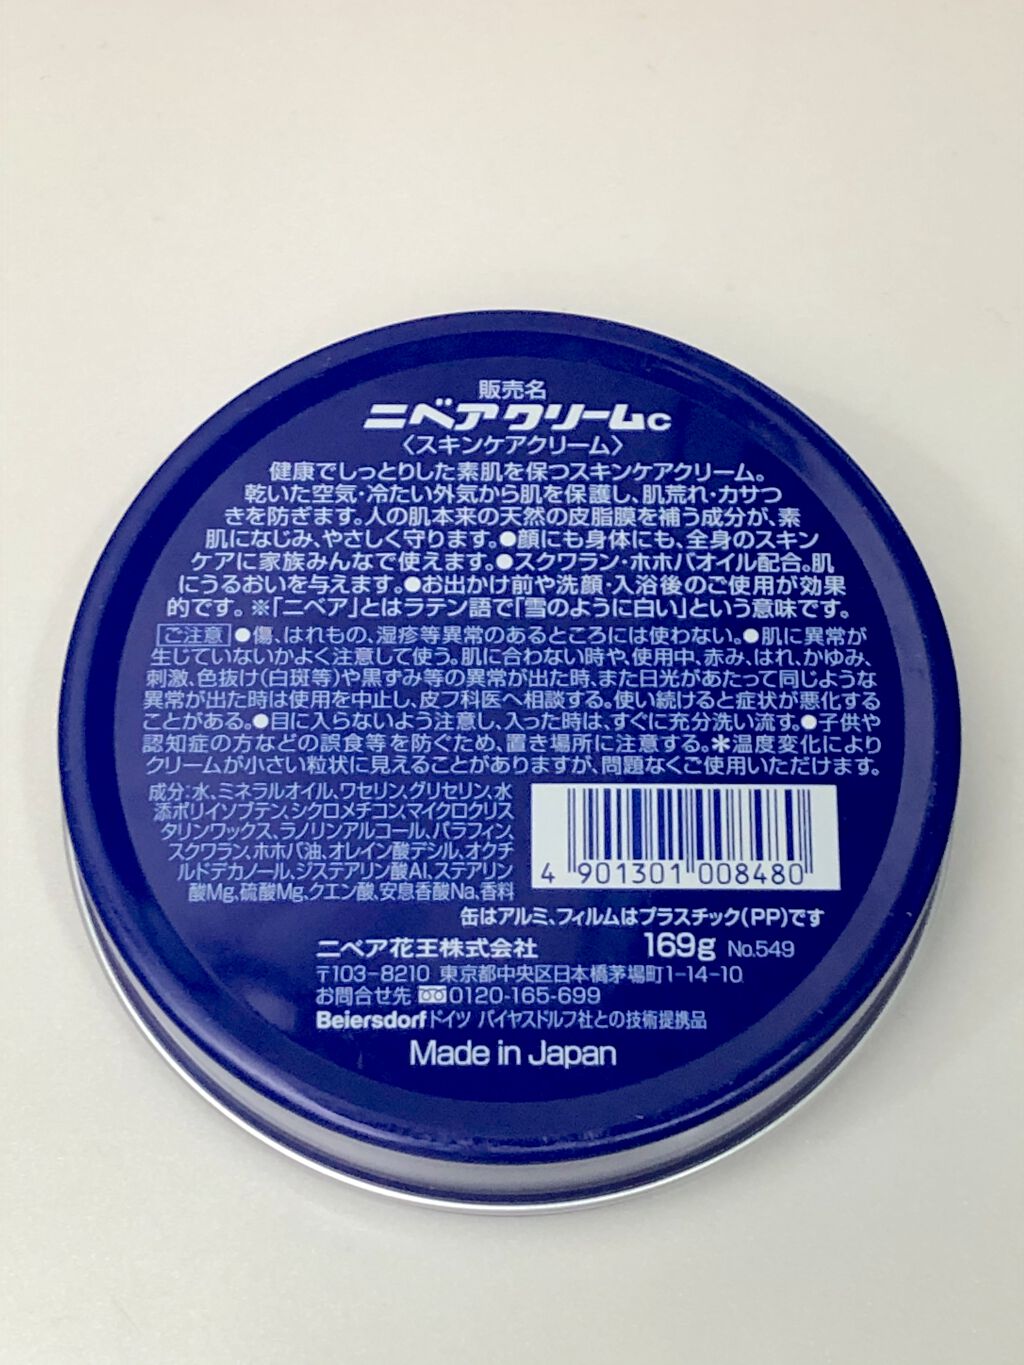 販売名
ニベアクリームc
〈スキンケアクリーム〉
健康でしっとりした素肌を保つスキンケアクリーム。
乾いた空気・冷たい外気から肌を保護し、肌荒れ・カサつ
きを防ぎます。人の肌本来の天然の皮脂膜を補う成分が、素
肌になじみ、やさしく守ります。●顔にも身体にも、全身のスキン
ケアに家族みんなで使えます。●スクワラン・ホホバオイル配合。肌
にうるおいを与えます。●お出かけ前や洗顔・入浴後のご使用が効果
的です。※「ニベア」とはラテン語で「雪のように白い」という意味です。
ご注意 ●傷、はれもの、湿疹等異常のあるところには使わない。●肌に異常が
生じていないかよく注意して使う。肌に合わない時や、使用中、赤み、はれ、かゆみ、
刺激、色抜け(白斑等)や黒ずみ等の異常が出た時、また日光があたって同じような
異常が出た時は使用を中止し、皮フ科医へ相談する。使い続けると症状が悪化する
ことがある。●目に入らないよう注意し、入った時は、すぐに充分洗い流す。●子供や
認知症の方などの誤食等を防ぐため、置き場所に注意する。＊温度変化により
クリームが小さい粒状に見えることがありますが、問題なくご使用いただけます。
成分:水、ミネラルオイル、ワセリン、グリセリン、水
添ポリイソブテン、シクロメチコン、マイクロクリス
タリンワックス、ラノリンアルコール、パラフィン、
スクワラン、ホホバ油、オレイン酸デシル、オクチ
ルドデカノール、ジステアリン酸Al、ステアリン
酸Mg、硫酸Mg、クエン酸、安息香酸Na、香料
4 901301 008480
缶はアルミ、フィルムはプラスチック(PP)です
ニベア花王株式会社 169g No.549
〒103-8210 東京都中央区日本橋茅場町1-14-10
お問合せ先 0120-165-699
Beiersdorf ドイツ バイヤスドルフ社との技術提携品
Made in Japan